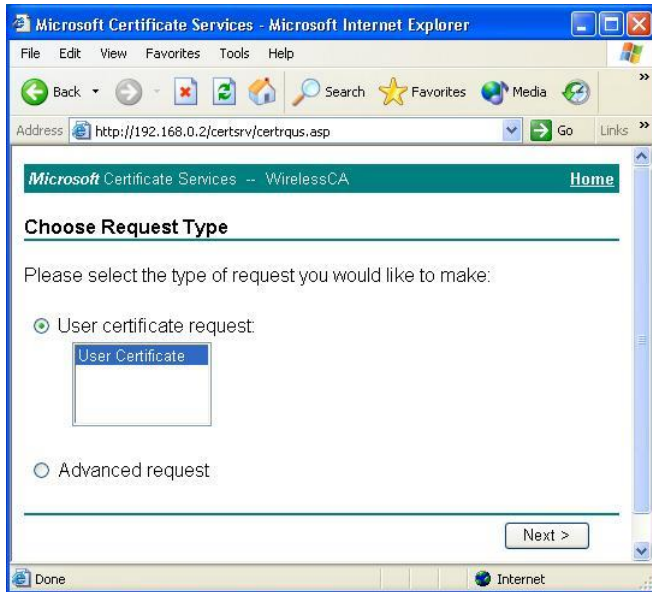 Microsoft Certificate Services - Microsoft Internet Explorer
File Edit View Favorites Tools Help
Back Search Favorites Media »
Address http://192.168.0.2/certsrv/certrqus.asp Go Links »
Microsoft Certificate Services -- WirelessCA Home
Choose Request Type
Please select the type of request you would like to make:
User certificate request:
User Certificate
Advanced request
Next >
Done Internet